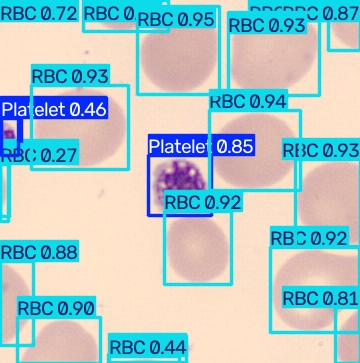 RBC 0.72
RBC 0.95
RBC 0.93
0.87
RBC 0.93
Platelet 0.46
RBC 0.94
RBC 0.27
Platelet 0.85
RBC 0.93
RBC 0.92
RBC 0.88
RBC 0.92
RBC 0.90
RBC 0.81
RBC 0.44